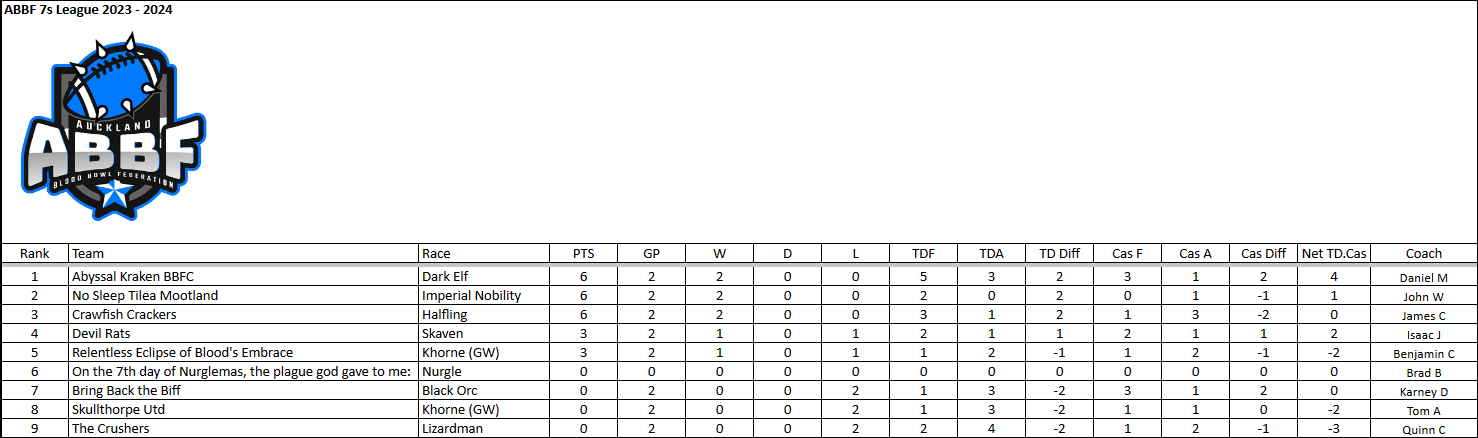 ABBF 7s League 2023 - 2024
AUCKLAND
ABBF
BLOOD BOWL FEDERATION
Rank Team Race PTS GP W D L TDF TDA TD Diff Cas F Cas A Cas Diff Net TD.Cas Coach
1 Abyssal Kraken BBFC Dark Elf 6 2 2 0 0 5 3 2 3 1 2 4 Daniel M
2 No Sleep Tilea Mootland Imperial Nobility 6 2 2 0 0 2 0 2 0 1 -1 1 John W
3 Crawfish Crackers Halfling 6 2 2 0 0 3 1 2 1 3 -2 0 James C
4 Devil Rats Skaven 3 2 1 0 1 2 1 1 2 1 1 2 Isaac J
5 Relentless Eclipse of Blood's Embrace Khorne (GW) 3 2 1 0 1 1 2 -1 1 2 -1 -2 Benjamin C
6 On the 7th day of Nurglemas, the plague god gave to me: Nurgle 0 0 0 0 0 0 0 0 0 0 0 0 Brad B
7 Bring Back the Biff Black Orc 0 2 0 0 2 1 3 -2 3 1 2 0 Karney D
8 Skullthorpe Utd Khorne (GW) 0 2 0 0 2 1 3 -2 1 1 0 -2 Tom A
9 The Crushers Lizardman 0 2 0 0 2 2 4 -2 1 2 -1 -3 Quinn C